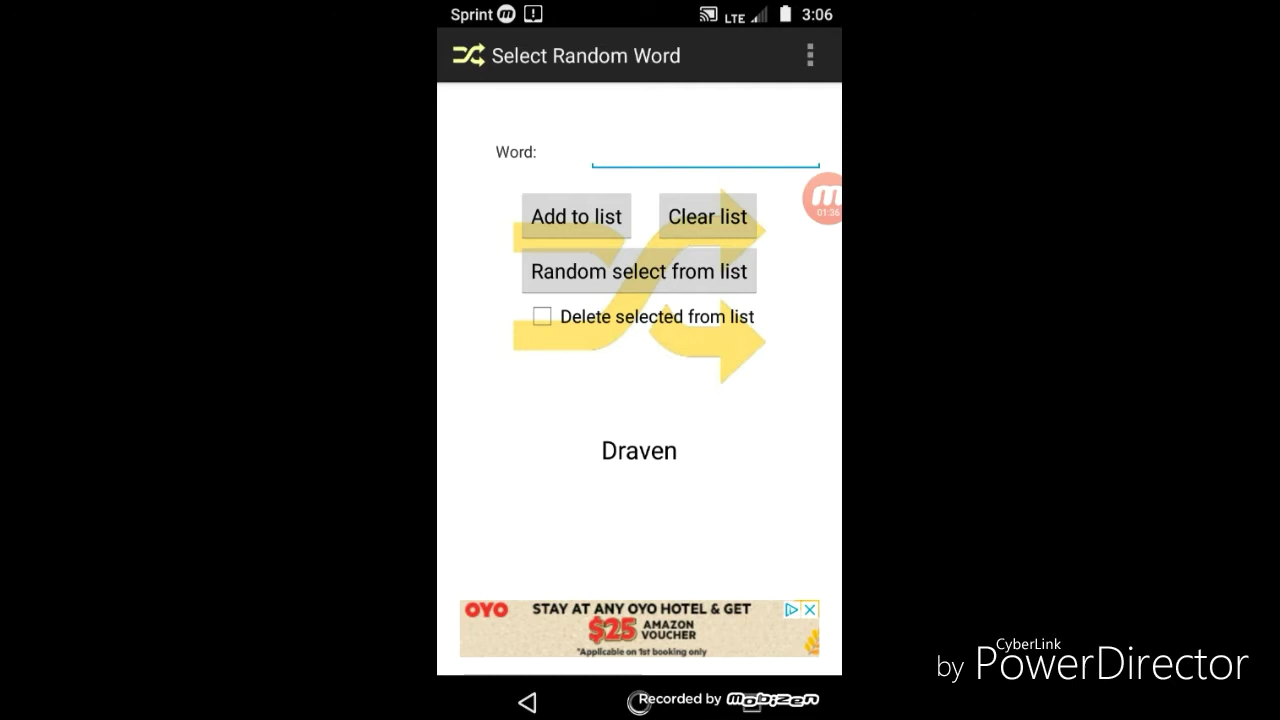 Sprint
LTE
3:06
Select Random Word
Word:
01:36
Add to list
Clear list
Random select from list
Delete selected from list
Draven
OYO
STAY AT ANY OYO HOTEL & GET
$25 AMAZON VOUCHER
*Applicable on 1st booking only
CyberLink
by PowerDirector
Recorded by mobizen